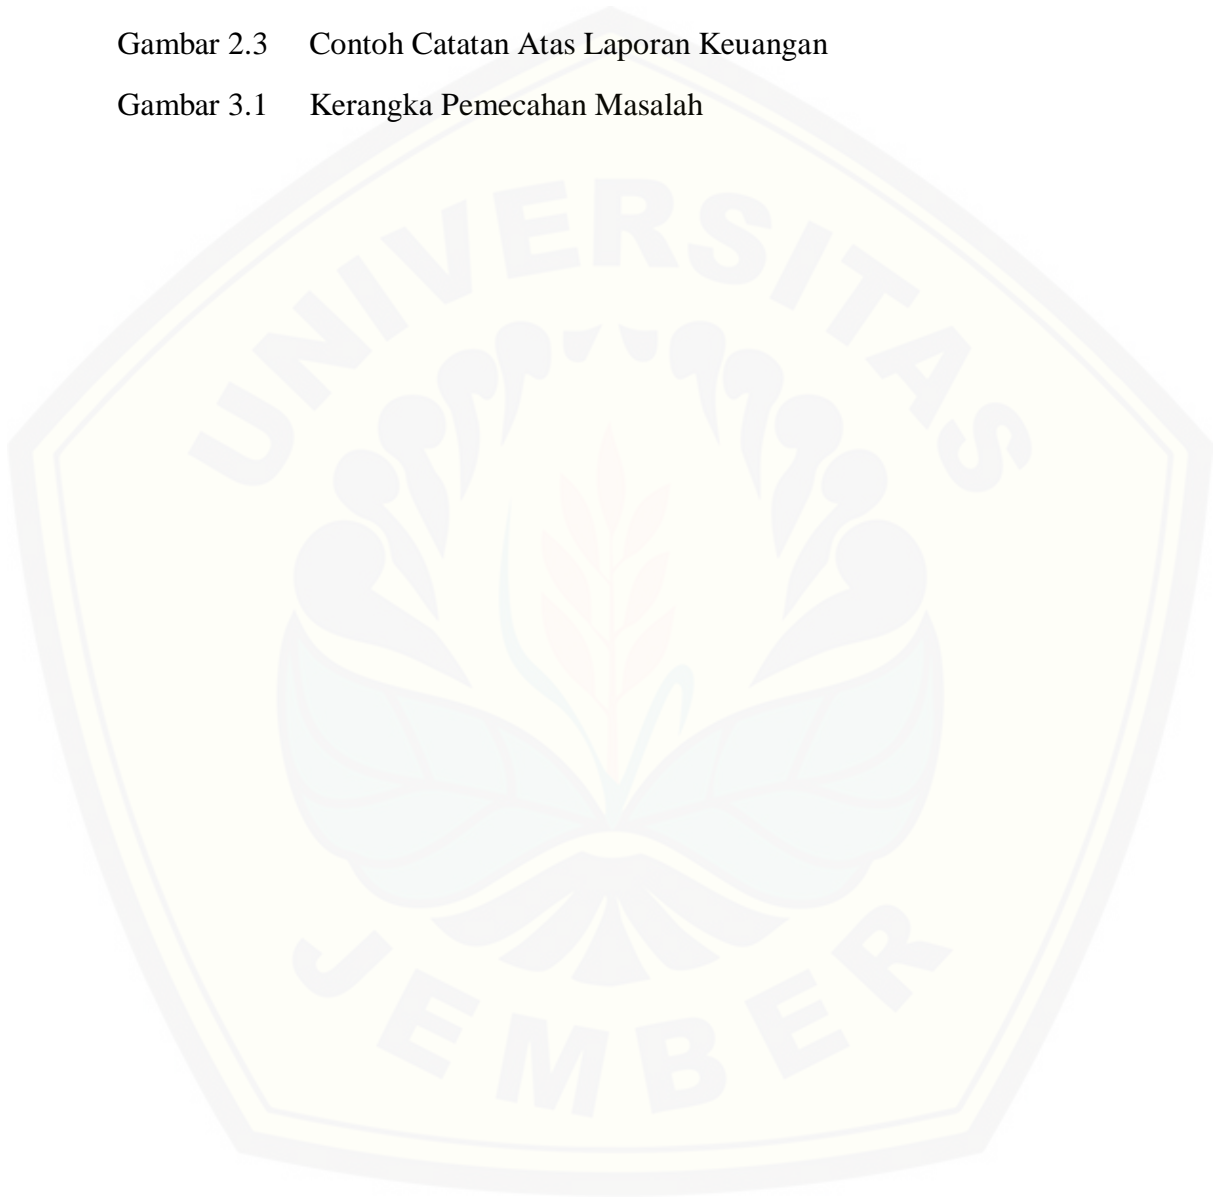 Gambar 2.3 Contoh Catatan Atas Laporan Keuangan
Gambar 3.1 Kerangka Pemecahan Masalah
UNIVERSITAS
JEMBER